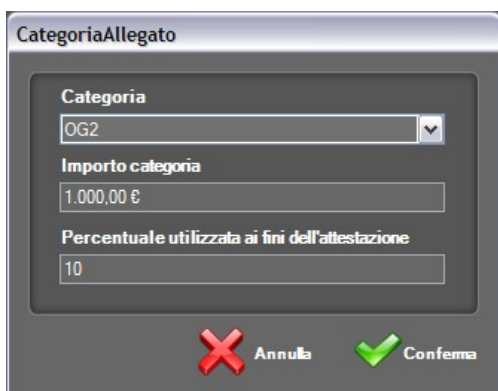 CategoriaAllegato
Categoria
OG2
Importo categoria
1.000,00 €
Percentuale utilizzata ai fini dell'attestazione
10
Annulla Conferma